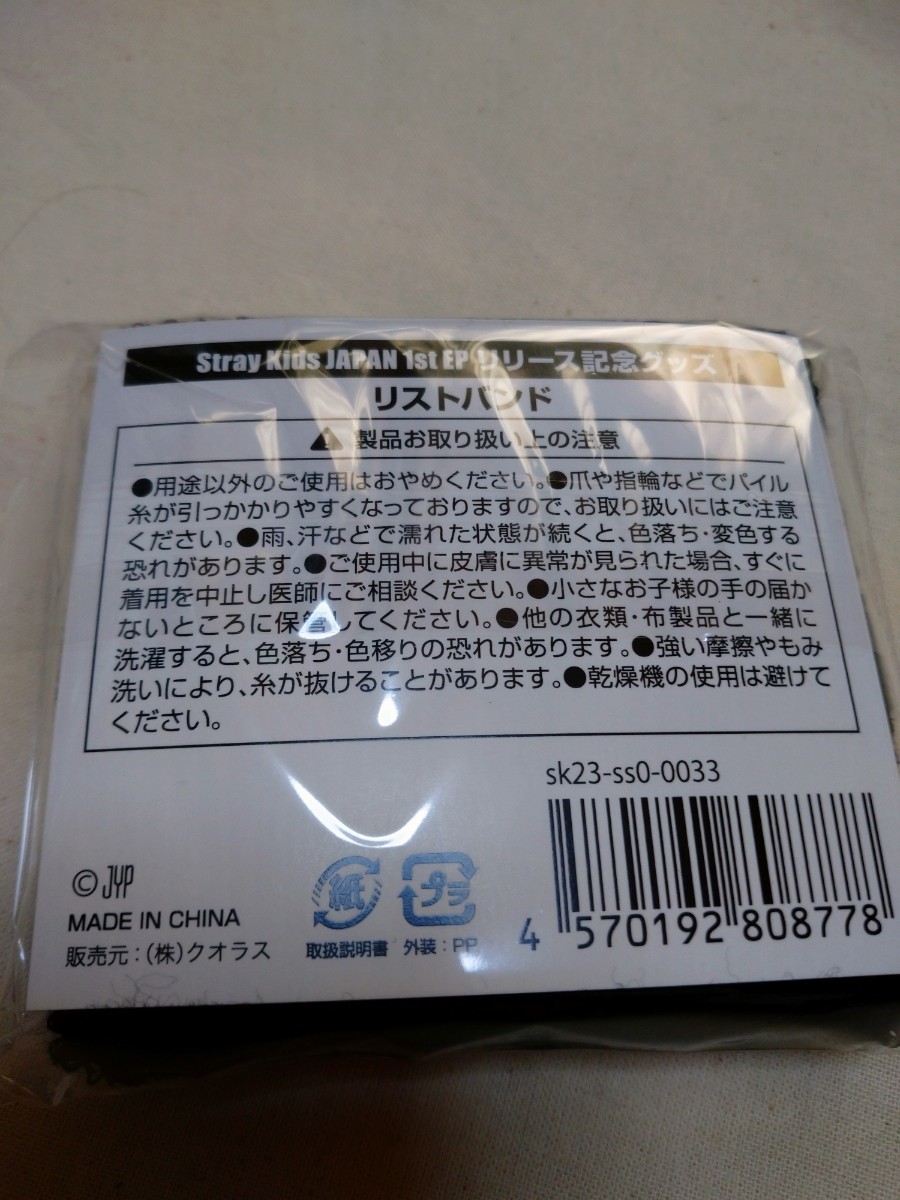 Stray Kids JAPAN 1st EP リリース記念グッズ
リストバンド
製品お取り扱い上の注意
●用途以外のご使用はおやめください。●爪や指輪などでパイル
糸が引っかかりやすくなっておりますので、お取り扱いにはご注意
ください。●雨、汗などで濡れた状態が続くと、色落ち・変色する
恐れがあります。●ご使用中に皮膚に異常が見られた場合、すぐに
着用を中止し医師にご相談ください。●小さなお子様の手の届か
ないところに保管してください。●他の衣類・布製品と一緒に
洗濯すると、色落ち・色移りの恐れがあります。●強い摩擦やもみ
洗いにより、糸が抜けることがあります。●乾燥機の使用は避けて
ください。
sk23-ss0-0033
© JYP
MADE IN CHINA
販売元:(株)クオラス
紙
取扱説明書
プラ
外装:PP
4 570192 808778